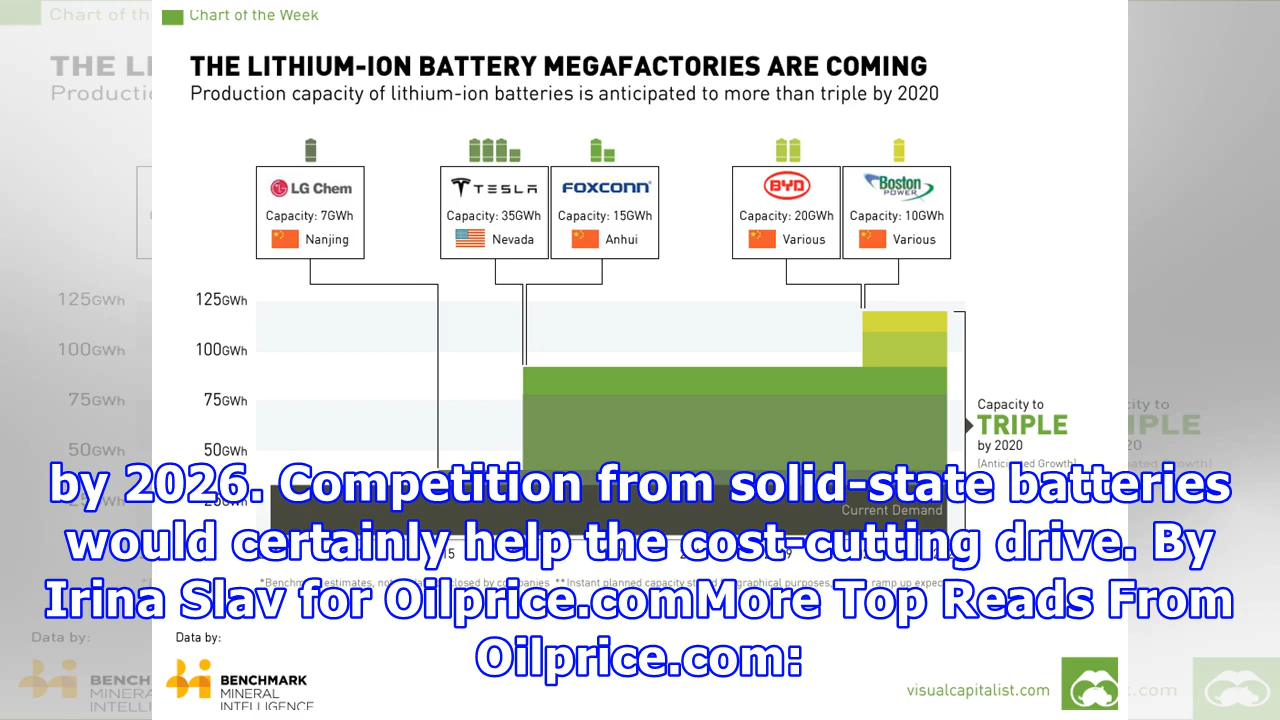 Chart of the Week
THE LITHIUM-ION BATTERY MEGAFACTORIES ARE COMING
Production capacity of lithium-ion batteries is anticipated to more than triple by 2020
LG Chem
Capacity: 7GWh
Nanjing
TESLA
Capacity: 35GWh
Nevada
FOXCONN
Capacity: 15GWh
Anhui
BYD
Capacity: 20GWh
Various
Boston
POWER
Capacity: 10GWh
Various
125GWh
100GWh
75GWh
50GWh
Capacity to
TRIPLE
by 2020
(Anticipated Growth)
Current Demand
by 2026. Competition from solid-state batteries
would certainly help the cost-cutting drive. By
Irina Slav for Oilprice.comMore Top Reads From
Oilprice.com:
Data by:
BENCHMARK
MINERAL
INTELLIGENCE
visualcapitalist.com